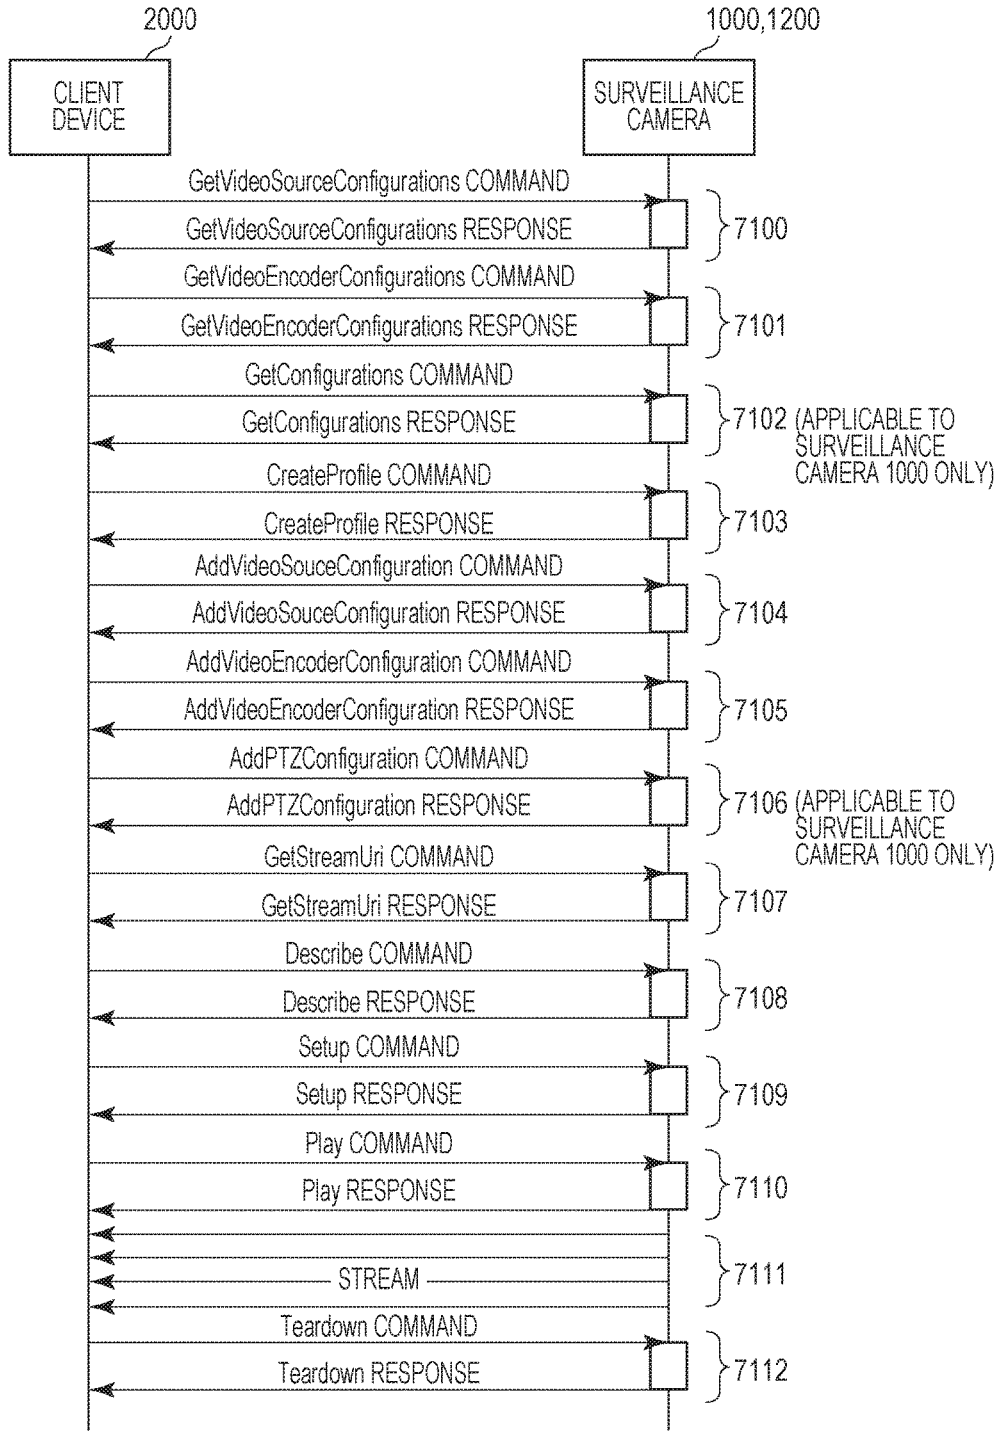 2000
1000,1200
CLIENT
DEVICE
SURVEILLANCE
CAMERA
GetVideoSourceConfigurations COMMAND
GetVideoSourceConfigurations RESPONSE
7100
GetVideoEncoderConfigurations COMMAND
GetVideoEncoderConfigurations RESPONSE
7101
GetConfigurations COMMAND
GetConfigurations RESPONSE
7102 (APPLICABLE TO
SURVEILLANCE
CAMERA 1000 ONLY)
CreateProfile COMMAND
CreateProfile RESPONSE
7103
AddVideoSouceConfiguration COMMAND
AddVideoSouceConfiguration RESPONSE
7104
AddVideoEncoderConfiguration COMMAND
AddVideoEncoderConfiguration RESPONSE
7105
AddPTZConfiguration COMMAND
AddPTZConfiguration RESPONSE
7106 (APPLICABLE TO
SURVEILLANCE
CAMERA 1000 ONLY)
GetStreamUri COMMAND
GetStreamUri RESPONSE
7107
Describe COMMAND
Describe RESPONSE
7108
Setup COMMAND
Setup RESPONSE
7109
Play COMMAND
Play RESPONSE
7110
STREAM
7111
Teardown COMMAND
Teardown RESPONSE
7112